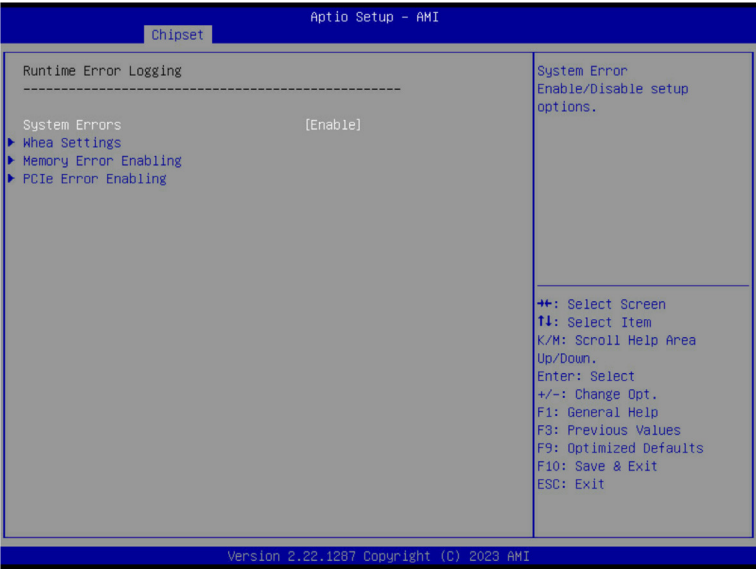 Aptio Setup – AMI
Chipset
Runtime Error Logging
------------------------------------------------
System Errors [Enable]
▶ Whea Settings
▶ Memory Error Enabling
▶ PCIe Error Enabling
System Error
Enable/Disable setup
options.
→←: Select Screen
↑↓: Select Item
K/M: Scroll Help Area
Up/Down.
Enter: Select
+/-: Change Opt.
F1: General Help
F3: Previous Values
F9: Optimized Defaults
F10: Save & Exit
ESC: Exit
Version 2.22.1287 Copyright (C) 2023 AMI